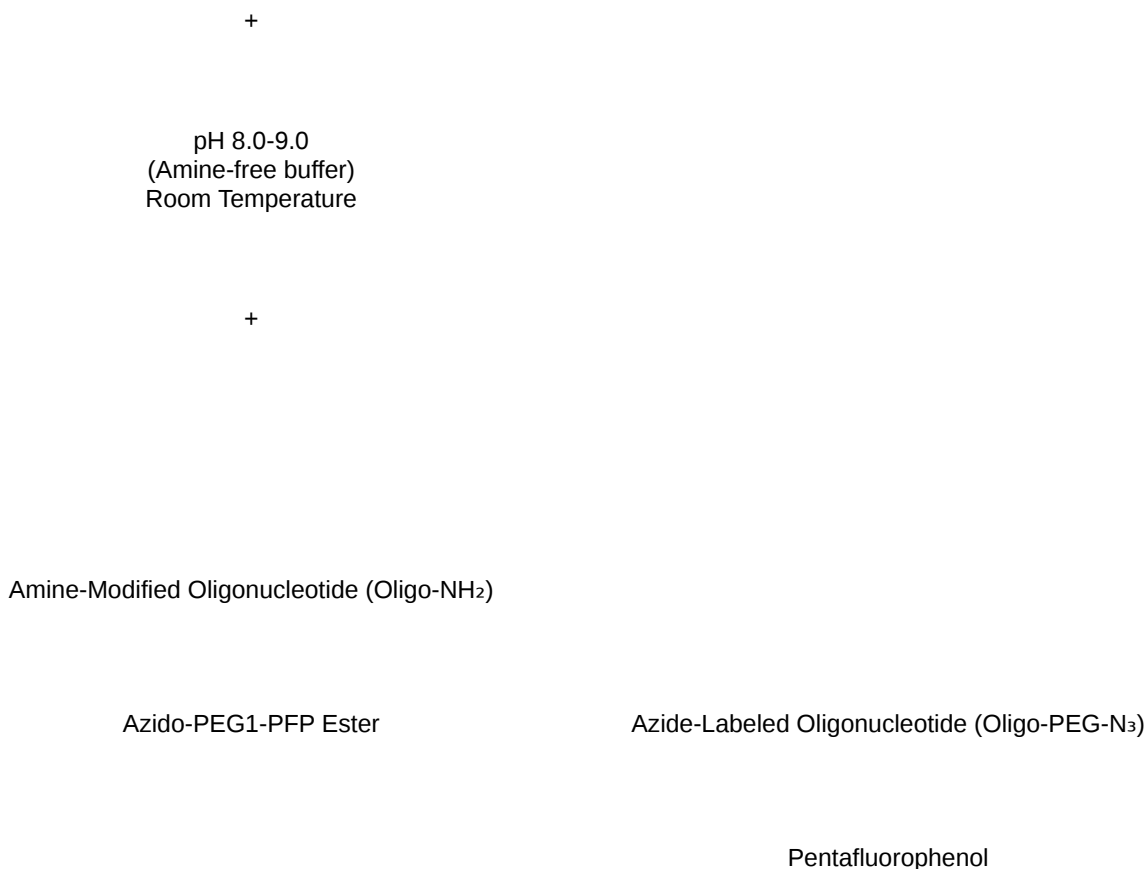 +
pH 8.0-9.0
(Amine-free buffer)
Room Temperature
+
Amine-Modified Oligonucleotide (Oligo-NH₂)
Azido-PEG1-PFP Ester
Azide-Labeled Oligonucleotide (Oligo-PEG-N₃)
Pentafluorophenol